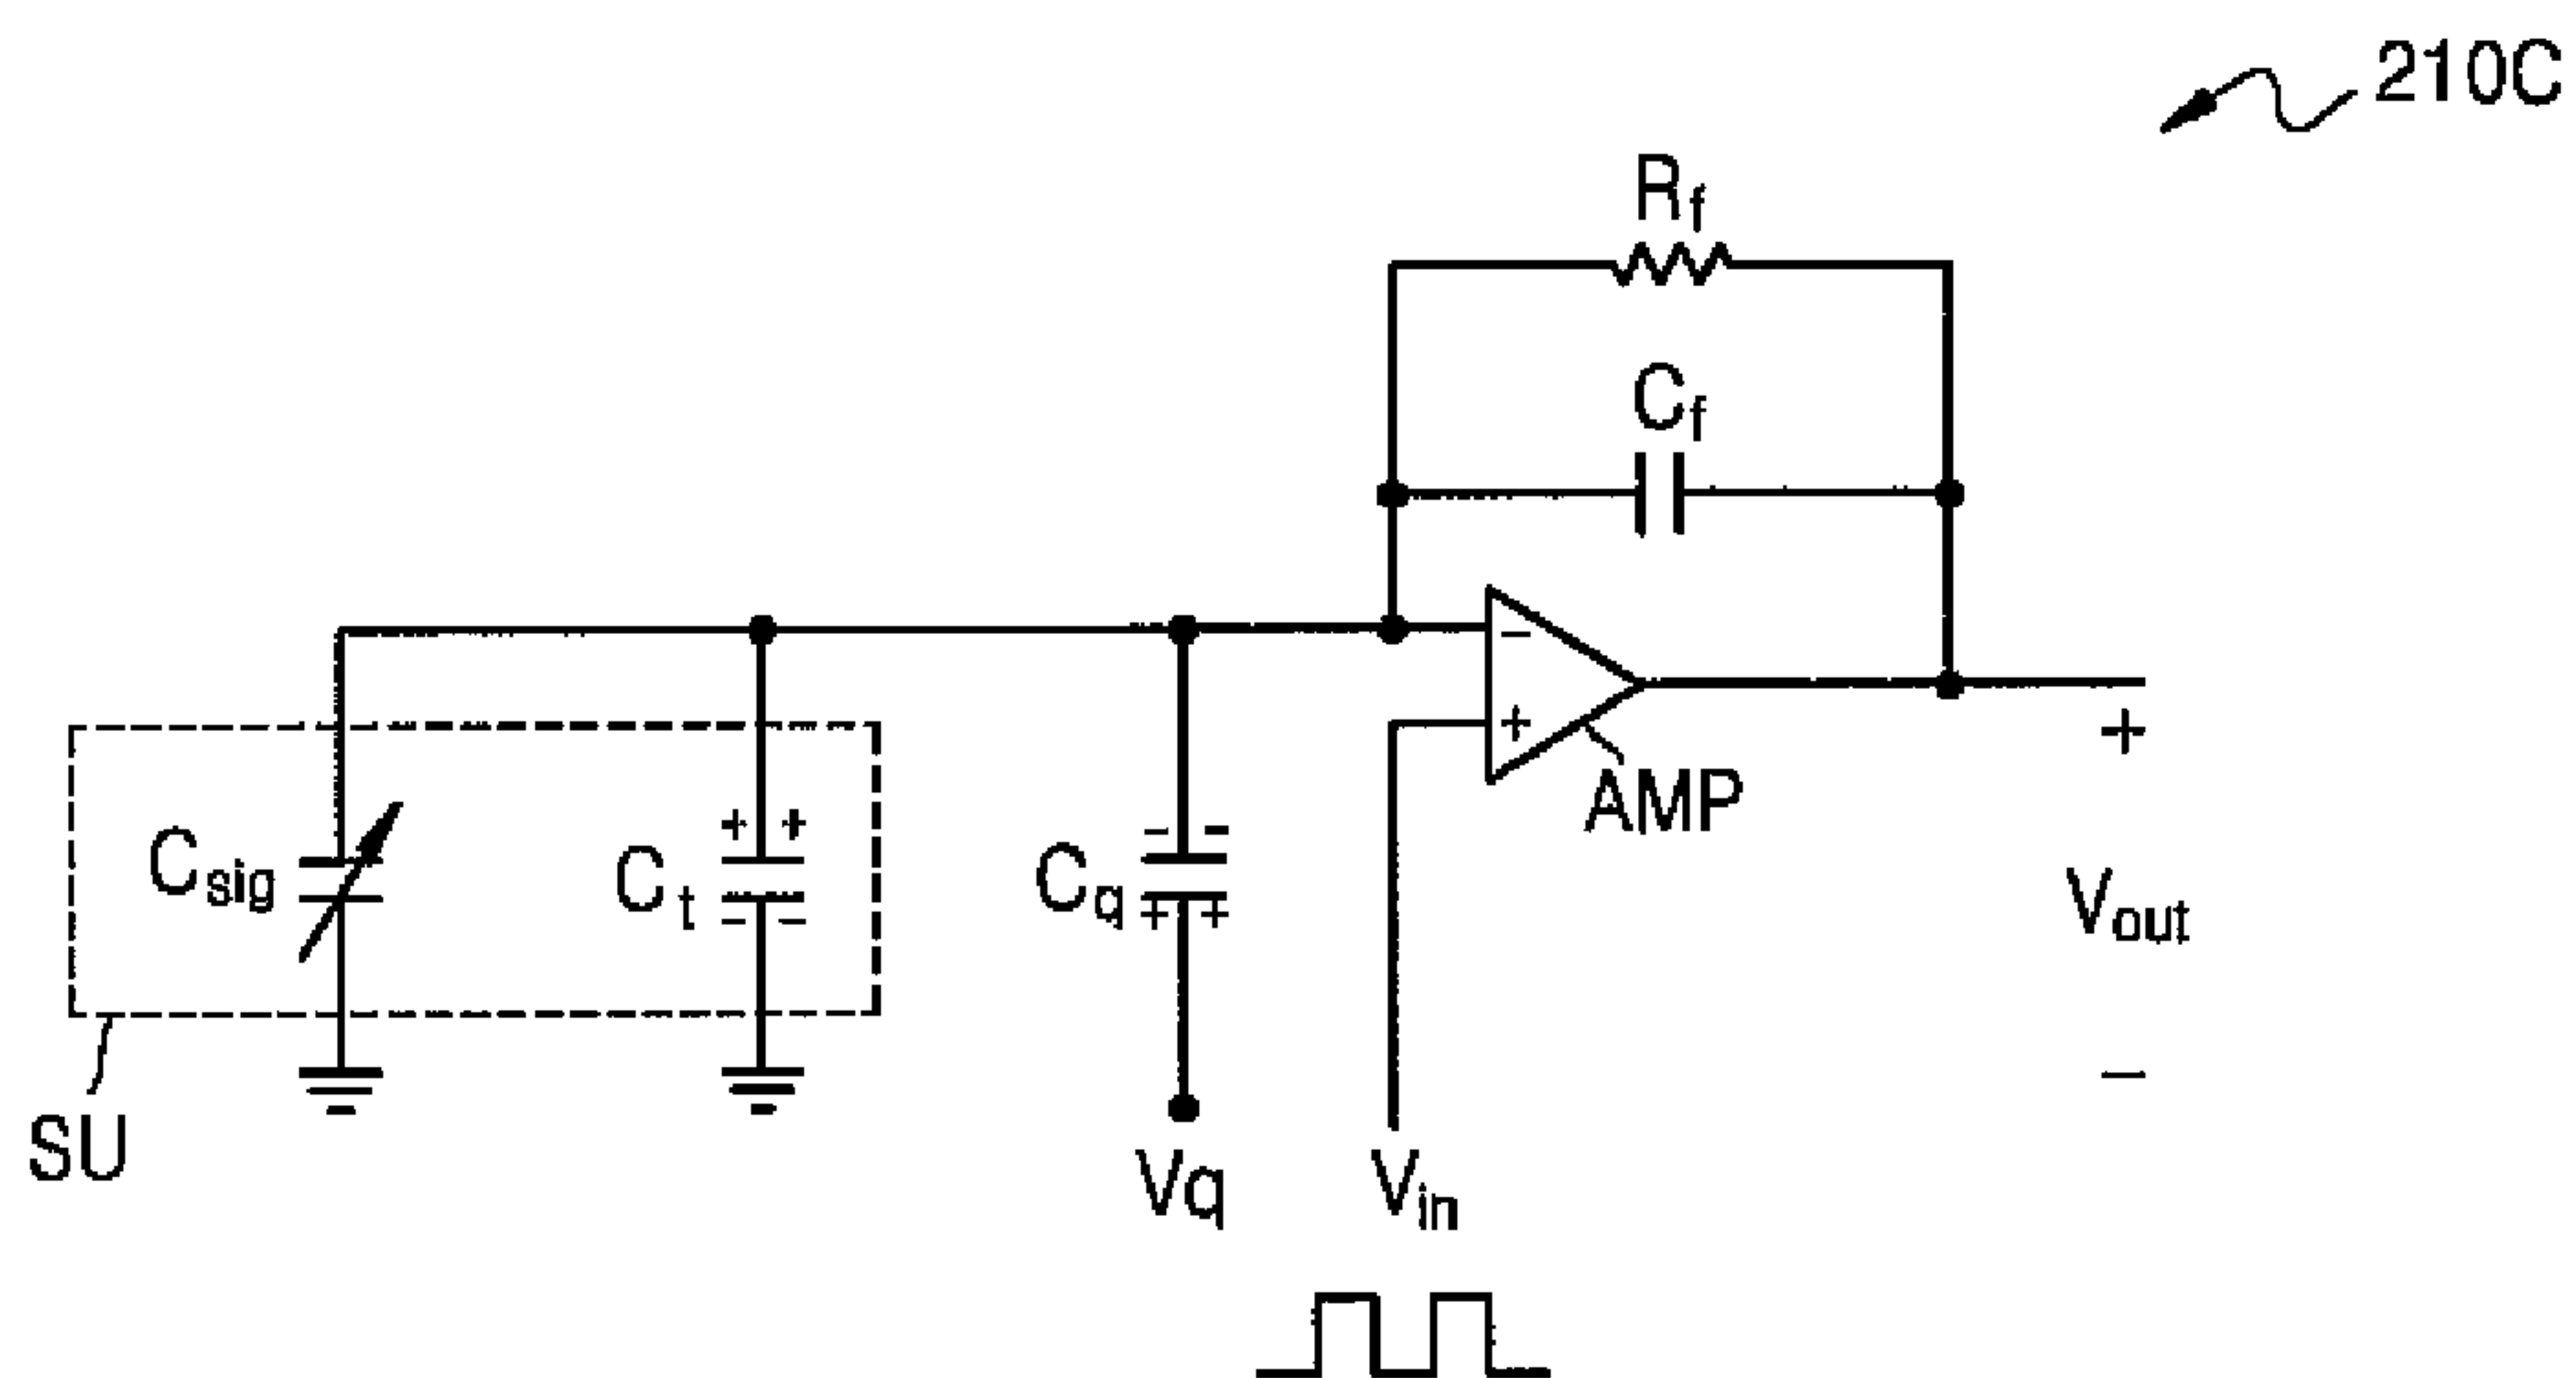 210C
Rf
Cf
−
+
AMP
+
Vout
−
Csig
+ +
Ct
− −
− −
Cq
+ +
SU
Vq
Vin